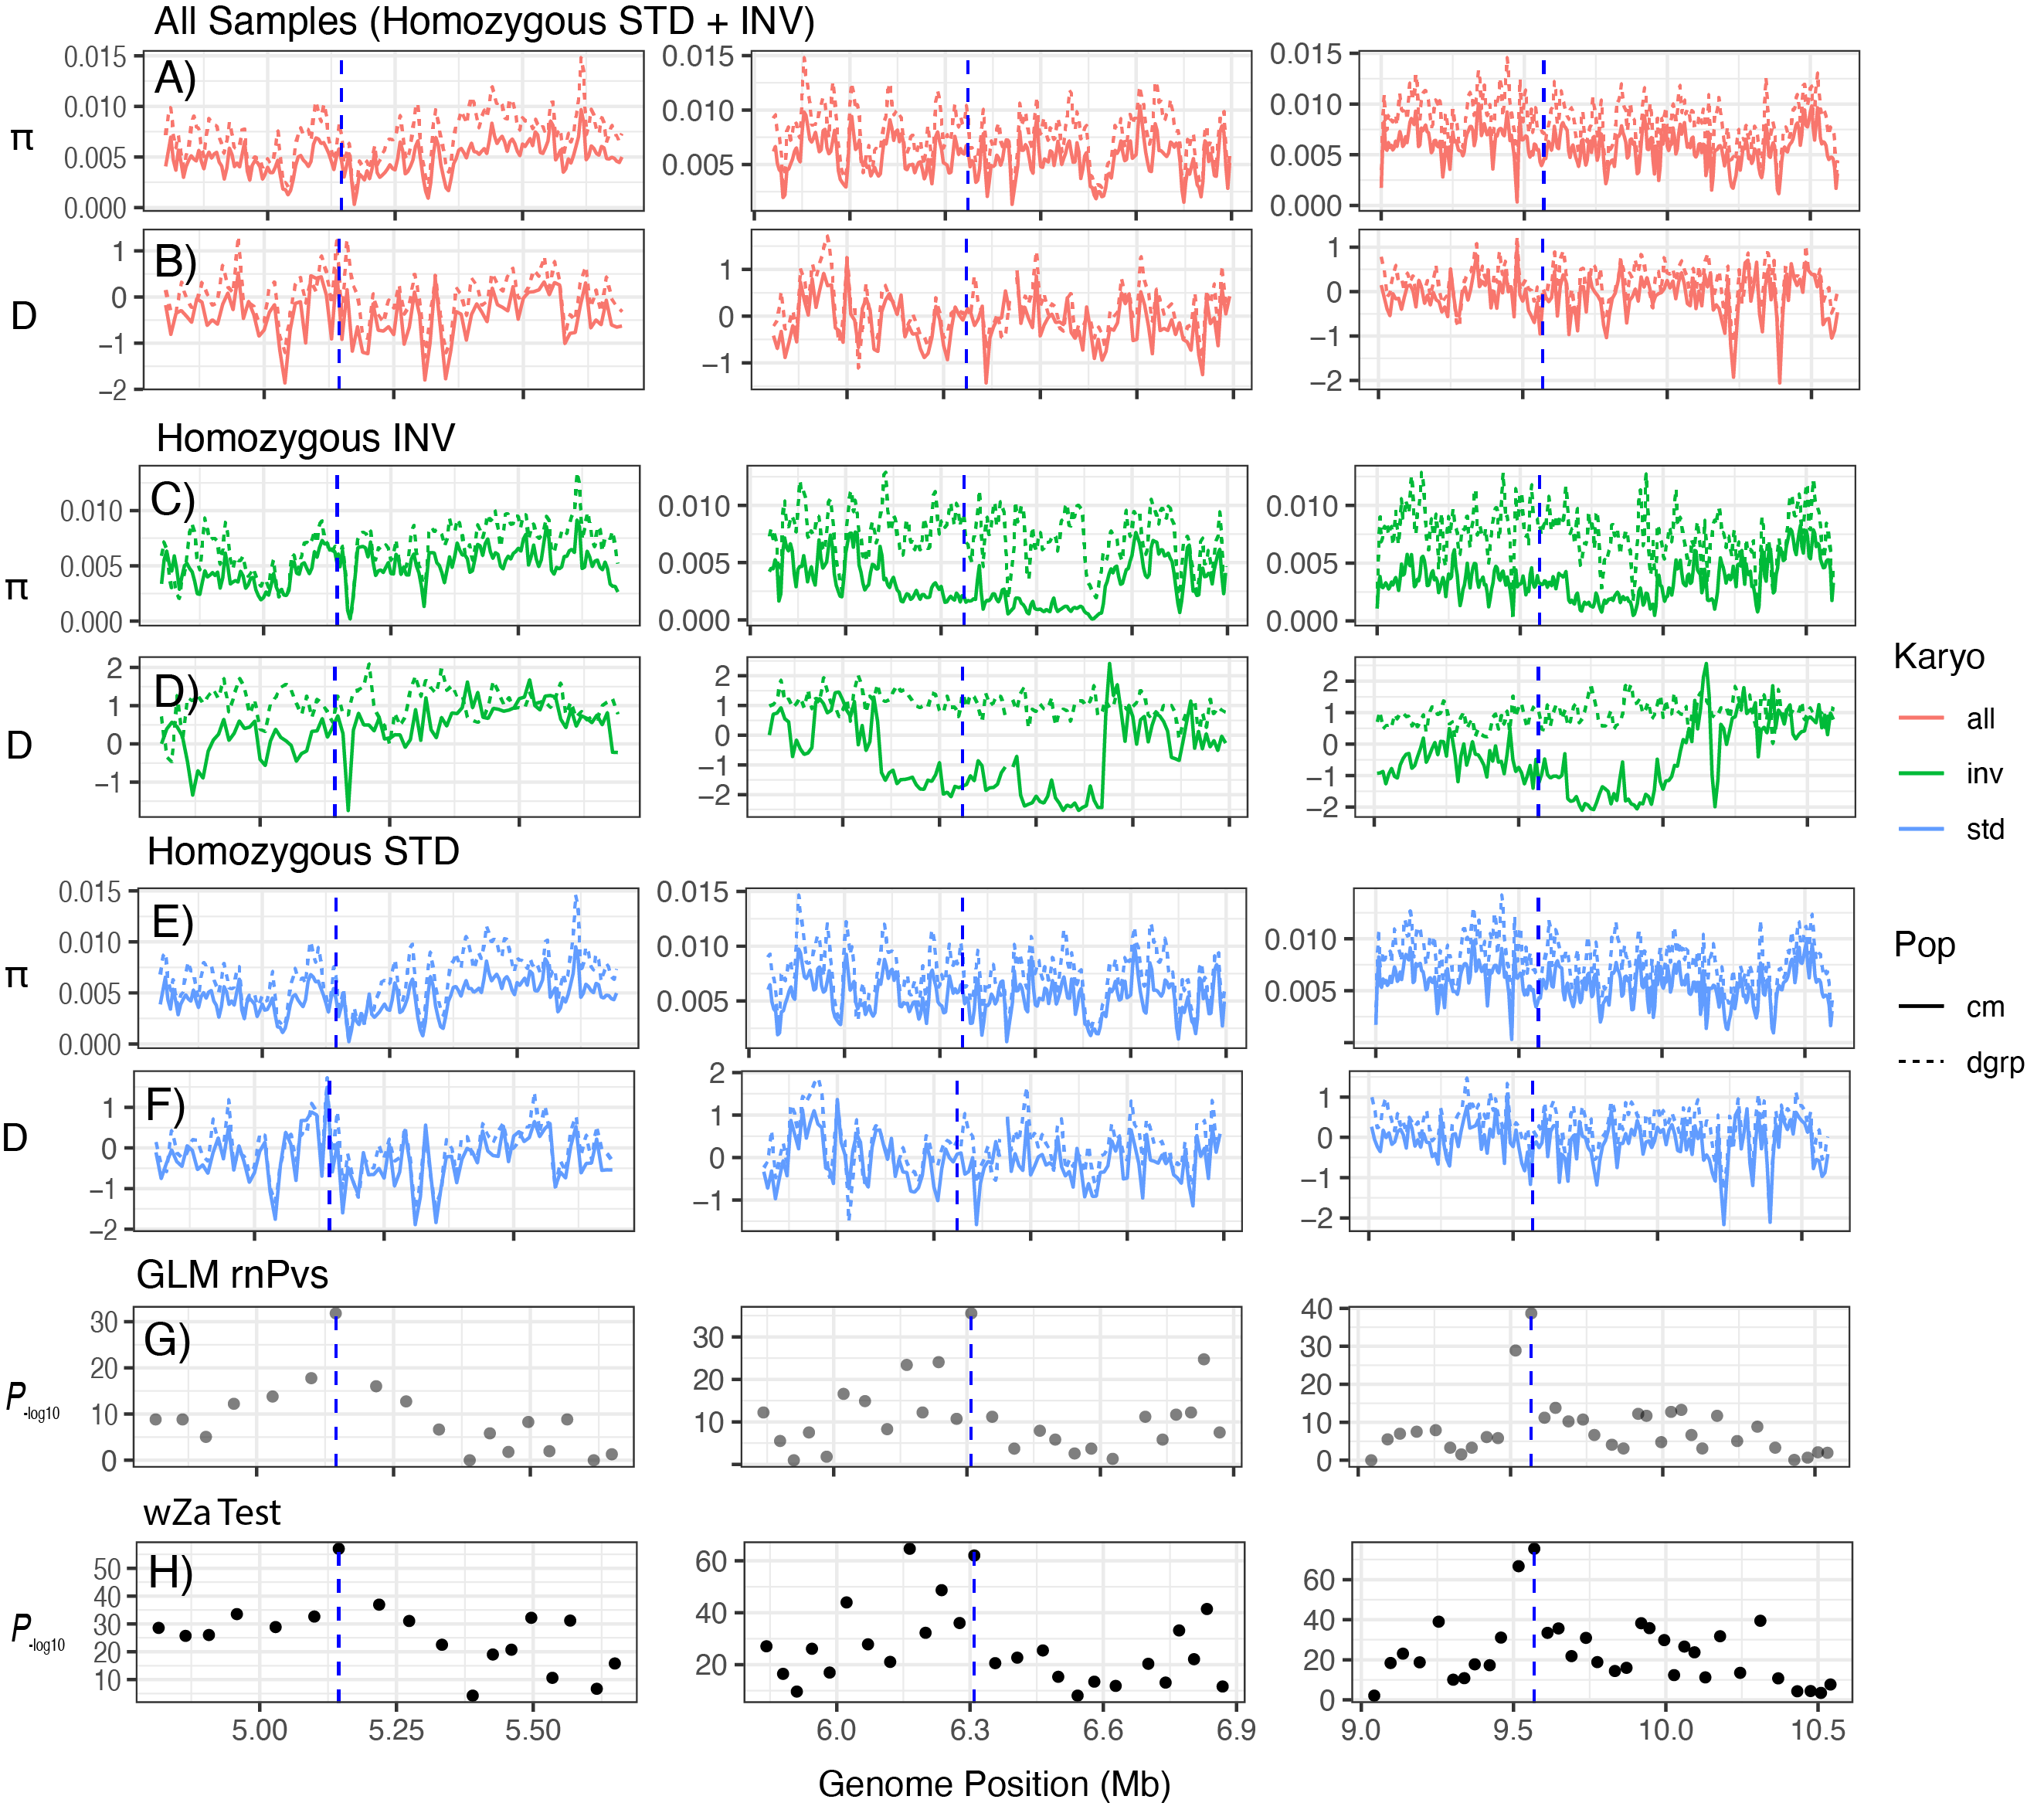 All Samples (Homozygous STD + INV)
A)
π
0.015
0.010
0.005
0.000
0.015
0.010
0.005
0.015
0.010
0.005
0.000
B)
D
1
0
−1
−2
1
0
−1
1
0
−1
−2
Homozygous INV
C)
π
0.010
0.005
0.000
0.010
0.005
0.000
0.010
0.005
0.000
D)
D
2
1
0
−1
2
1
0
−1
−2
2
1
0
−1
−2
Homozygous STD
E)
π
0.015
0.010
0.005
0.000
0.015
0.010
0.005
0.010
0.005
F)
D
1
0
−1
−2
2
1
0
−1
1
0
−1
−2
GLM rnPvs
G)
P-log10
30
20
10
0
30
20
10
40
30
20
10
0
wZa Test
H)
P-log10
50
40
30
20
10
60
40
20
60
40
20
0
5.00 5.25 5.50
6.0 6.3 6.6 6.9
9.0 9.5 10.0 10.5
Genome Position (Mb)
Karyo
all
inv
std
Pop
cm
dgrp